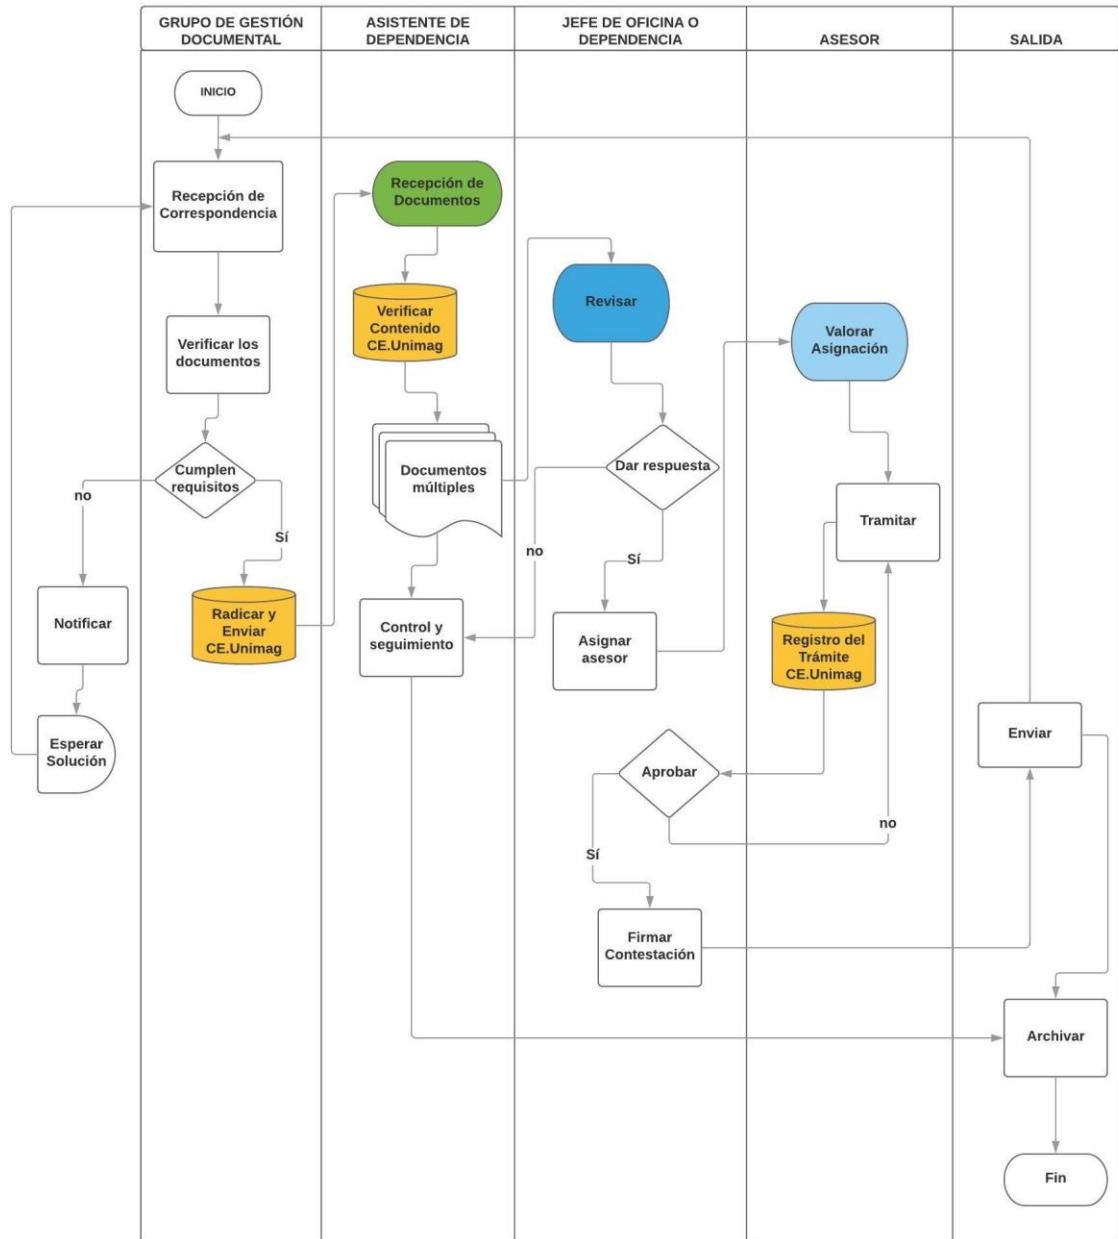 GRUPO DE GESTIÓN
DOCUMENTAL
ASISTENTE DE
DEPENDENCIA
JEFE DE OFICINA O
DEPENDENCIA
ASESOR
SALIDA
INICIO
Recepción de
Correspondencia
Verificar los
documentos
Cumplen
requisitos
no
Sí
Notificar
Esperar
Solución
Radicar y
Enviar
CE.Unimag
Recepción de
Documentos
Verificar
Contenido
CE.Unimag
Documentos
múltiples
Control y
seguimiento
Revisar
Dar respuesta
no
Sí
Asignar
asesor
Valorar
Asignación
Tramitar
Registro del
Trámite
CE.Unimag
Aprobar
no
Sí
Firmar
Contestación
Enviar
Archivar
Fin